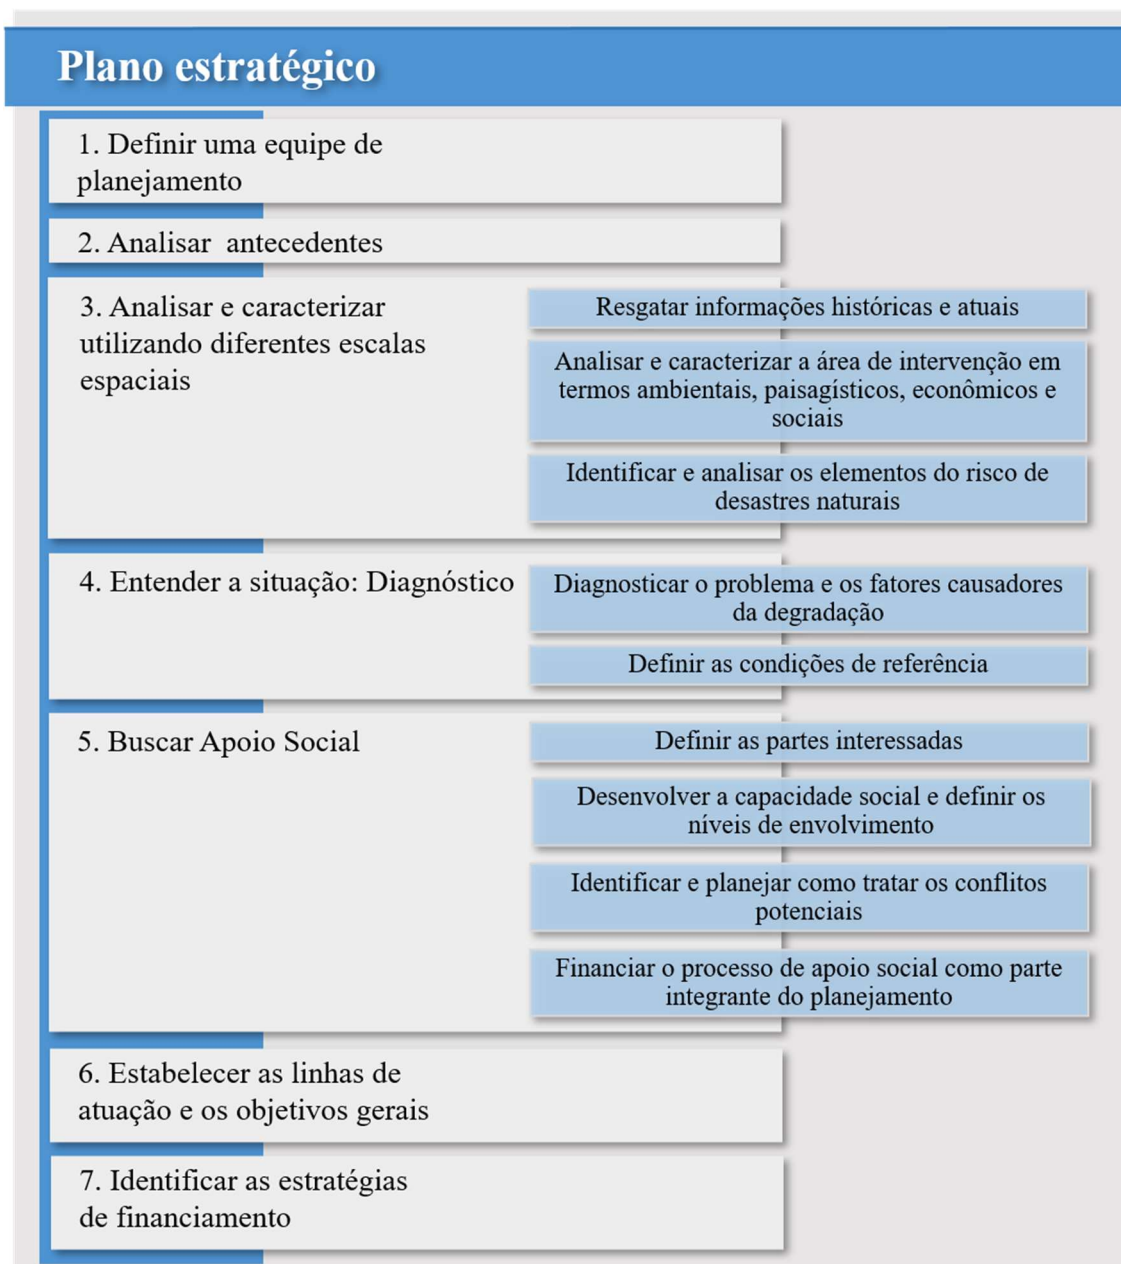 Plano estratégico
1. Definir uma equipe de
planejamento
2. Analisar antecedentes
3. Analisar e caracterizar
utilizando diferentes escalas
espaciais
Resgatar informações históricas e atuais
Analisar e caracterizar a área de intervenção em
termos ambientais, paisagísticos, econômicos e
sociais
Identificar e analisar os elementos do risco de
desastres naturais
4. Entender a situação: Diagnóstico
Diagnosticar o problema e os fatores causadores
da degradação
Definir as condições de referência
5. Buscar Apoio Social
Definir as partes interessadas
Desenvolver a capacidade social e definir os
níveis de envolvimento
Identificar e planejar como tratar os conflitos
potenciais
Financiar o processo de apoio social como parte
integrante do planejamento
6. Estabelecer as linhas de
atuação e os objetivos gerais
7. Identificar as estratégias
de financiamento